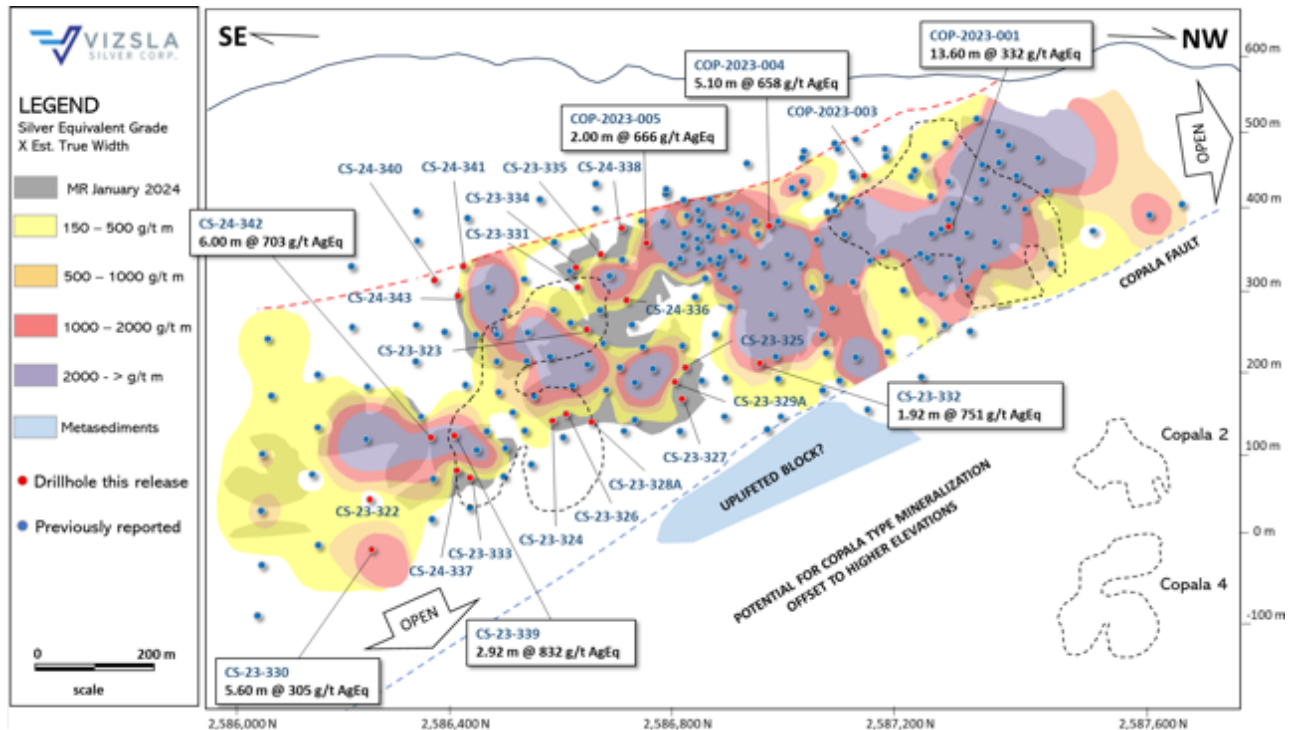 VIZSLA
SILVER CORP.
LEGEND
Silver Equivalent Grade
X Est. True Width
MR January 2024
150 – 500 g/t m
500 – 1000 g/t m
1000 – 2000 g/t m
2000 - > g/t m
Metasediments
Drillhole this release
Previously reported
0 200 m
scale
SE
NW
COP-2023-001
13.60 m @ 332 g/t AgEq
COP-2023-004
5.10 m @ 658 g/t AgEq
COP-2023-003
COP-2023-005
2.00 m @ 666 g/t AgEq
CS-24-340
CS-24-341
CS-23-335
CS-24-338
CS-23-334
CS-23-331
CS-24-342
6.00 m @ 703 g/t AgEq
CS-24-343
CS-24-336
CS-23-323
CS-23-325
CS-23-329A
CS-23-332
1.92 m @ 751 g/t AgEq
CS-23-327
CS-23-328A
CS-23-326
CS-23-324
CS-23-322
CS-23-333
CS-24-337
CS-23-339
2.92 m @ 832 g/t AgEq
CS-23-330
5.60 m @ 305 g/t AgEq
OPEN
OPEN
COPALA FAULT
UPLIFETED BLOCK?
POTENTIAL FOR COPALA TYPE MINERALIZATION
OFFSET TO HIGHER ELEVATIONS
Copala 2
Copala 4
600 m
500 m
400 m
300 m
200 m
100 m
0 m
-100 m
2,586,000 N
2,586,400 N
2,586,800 N
2,587,200 N
2,587,600 N